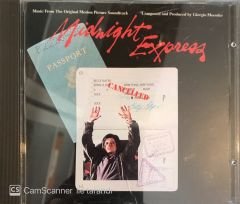 Music From The Original Motion Picture Soundtrack
"Composed and Produced by Giorgio Moroder
Midnight
Express
PASSPORT
CANCELLED
CS CamScanner ile tarandı